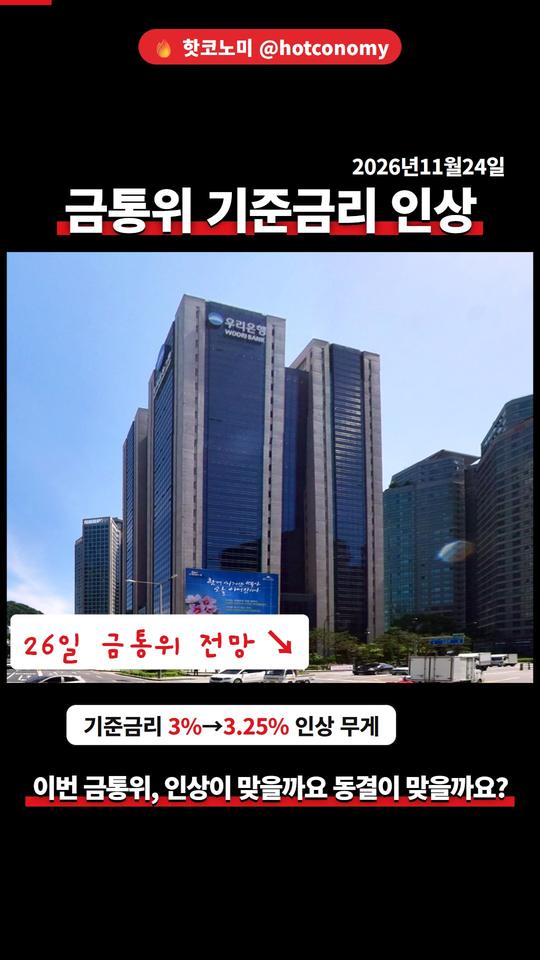 핫코노미 @hotconomy
2026년11월24일
금통위 기준금리 인상
우리은행
WOORI BANK
26일 금통위 전망 ↘
기준금리 3%→3.25% 인상 무게
이번 금통위, 인상이 맞을까요 동결이 맞을까요?